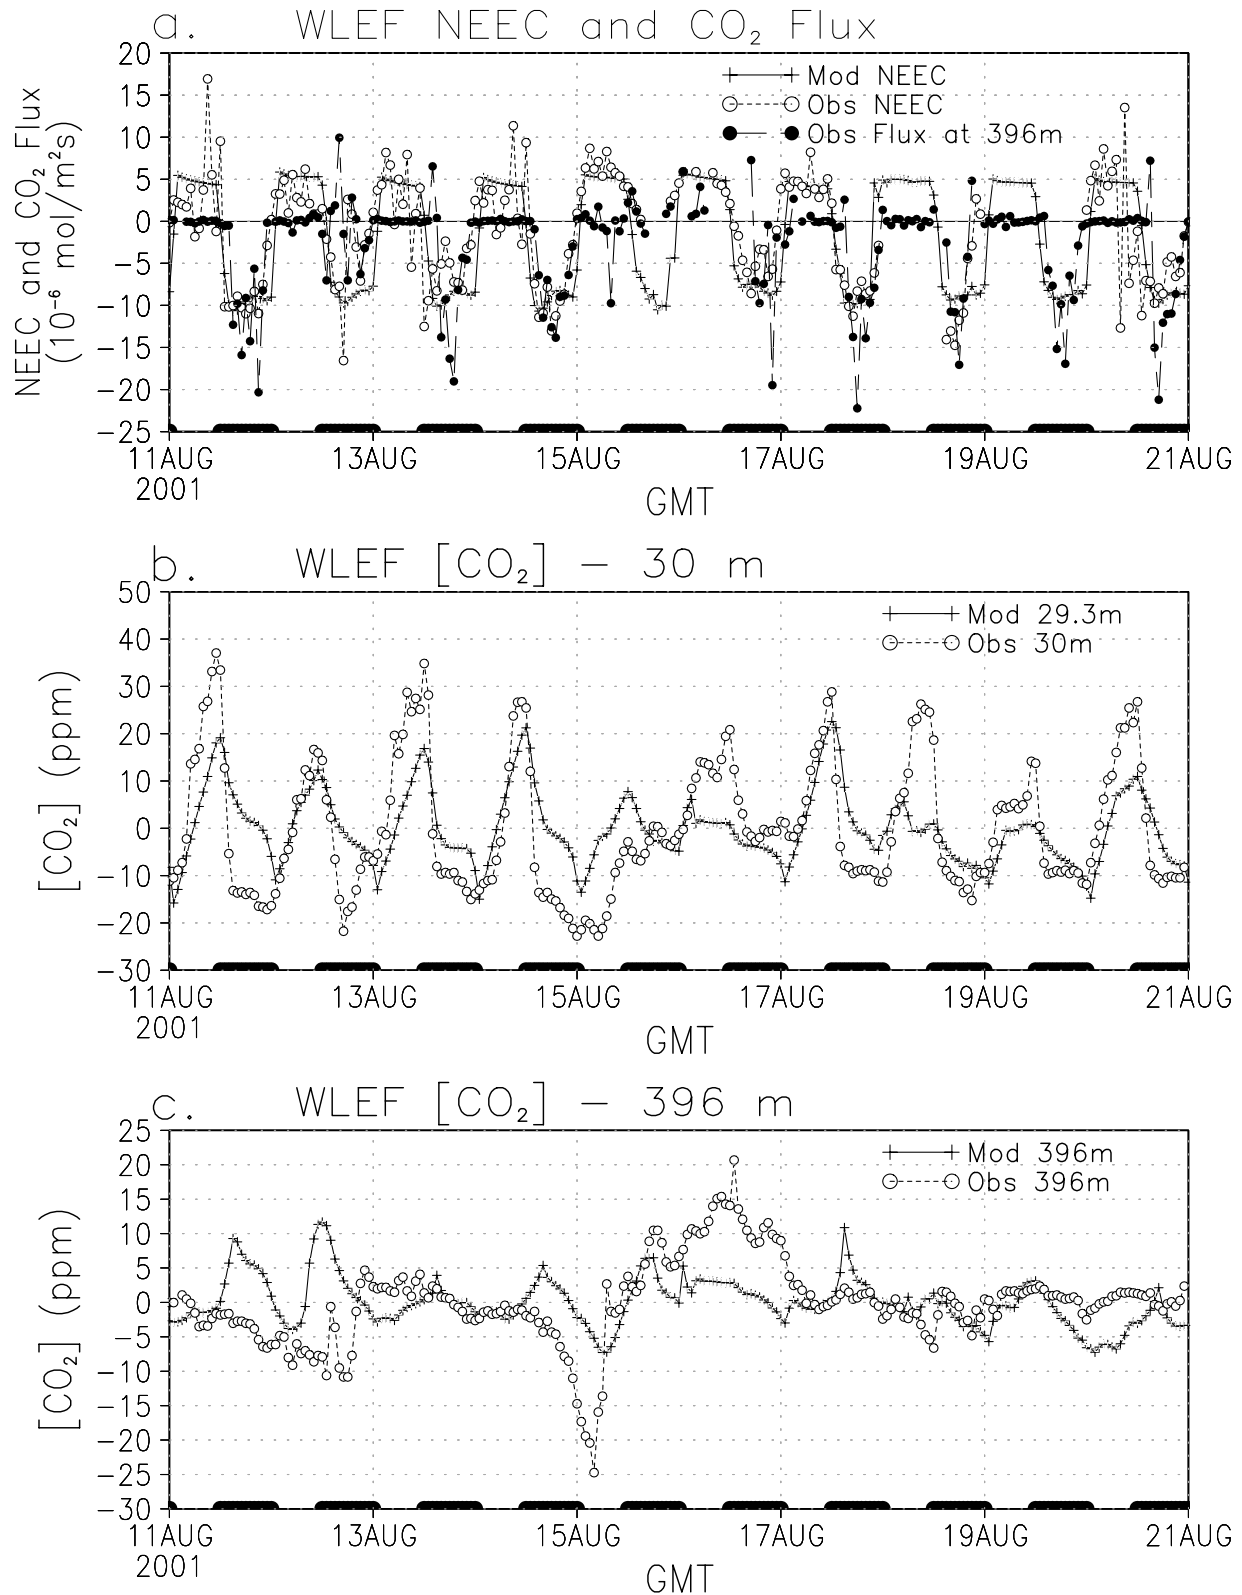 a. WLEF NEEC and CO₂ Flux
NEEC and CO₂ Flux
(10⁻⁶ mol/m²s)
20
15
10
5
0
−5
−10
−15
−20
−25
Mod NEEC
Obs NEEC
Obs Flux at 396m
11AUG 13AUG 15AUG 17AUG 19AUG 21AUG
2001
GMT
b. WLEF [CO₂] − 30 m
[CO₂] (ppm)
50
40
30
20
10
0
−10
−20
−30
Mod 29.3m
Obs 30m
11AUG 13AUG 15AUG 17AUG 19AUG 21AUG
2001
GMT
c. WLEF [CO₂] − 396 m
[CO₂] (ppm)
25
20
15
10
5
0
−5
−10
−15
−20
−25
−30
Mod 396m
Obs 396m
11AUG 13AUG 15AUG 17AUG 19AUG 21AUG
2001
GMT